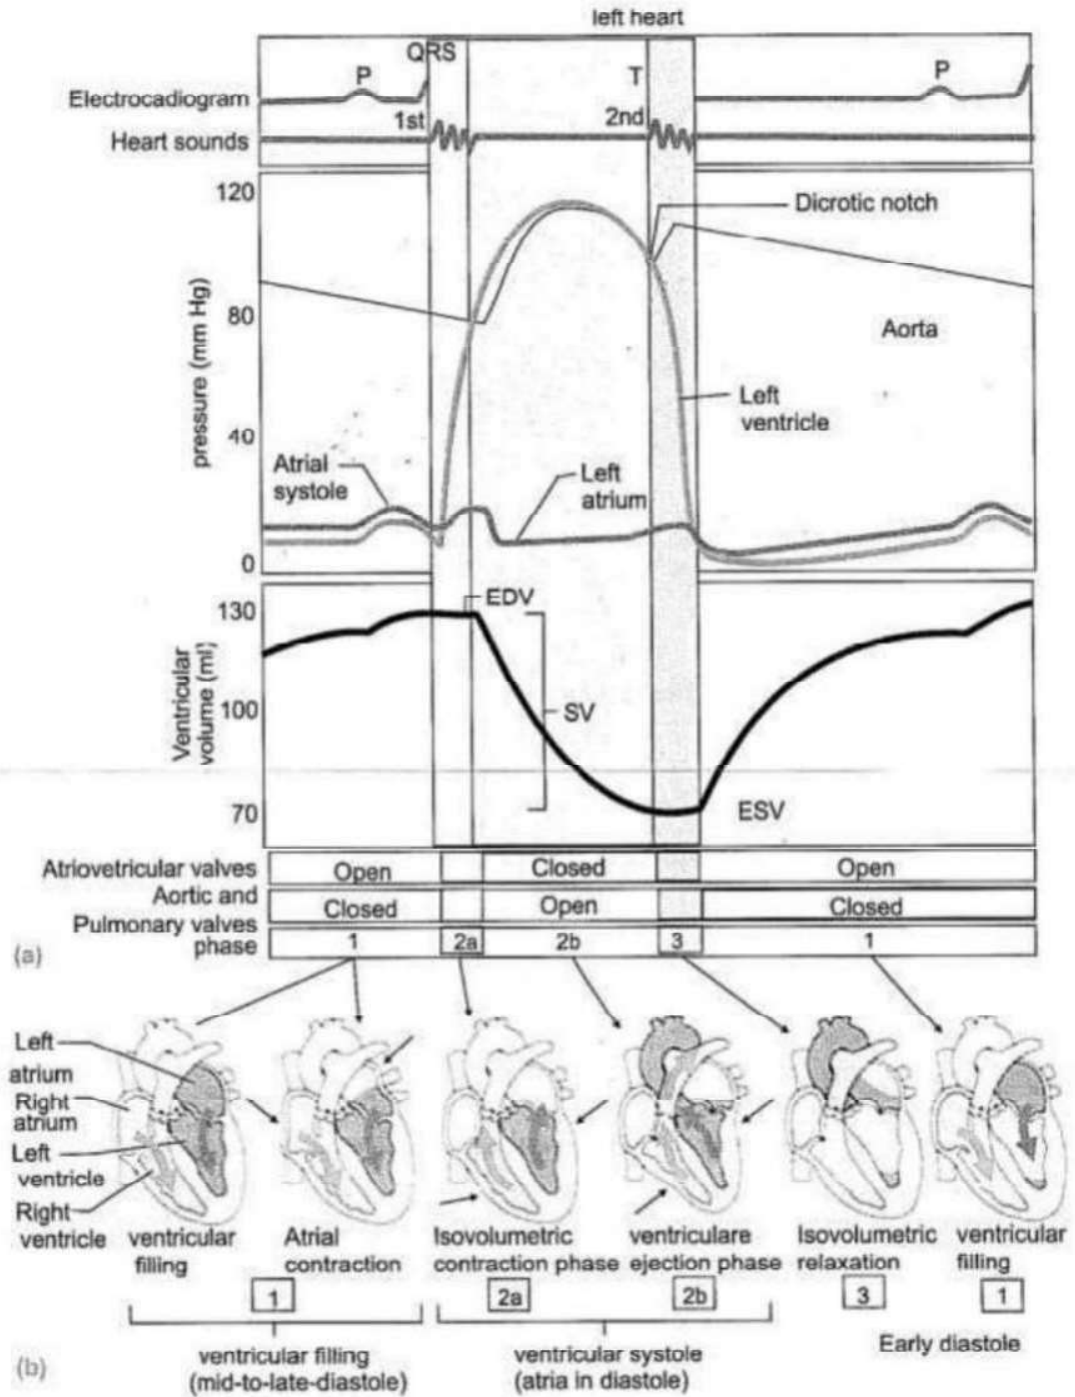 left heart
QRS
P
T
P
Electrocadiogram
1st
2nd
Heart sounds
120
Dicrotic notch
80
Aorta
pressure (mm Hg)
Left
ventricle
40
Atrial
systole
Left
atrium
0
130
EDV
Ventricular
volume (ml)
100
SV
70
ESV
Atriovetricular valves
Open
Closed
Open
Aortic and
Pulmonary valves
Closed
Open
Closed
phase
1
2a
2b
3
1
(a)
Left
atrium
Right
atrium
Left
ventricle
Right
ventricle
ventricular
filling
Atrial
contraction
Isovolumetric
contraction phase
ventriculare
ejection phase
Isovolumetric
relaxation
ventricular
filling
1
2a
2b
3
1
ventricular filling
(mid-to-late-diastole)
ventricular systole
(atria in diastole)
Early diastole
(b)